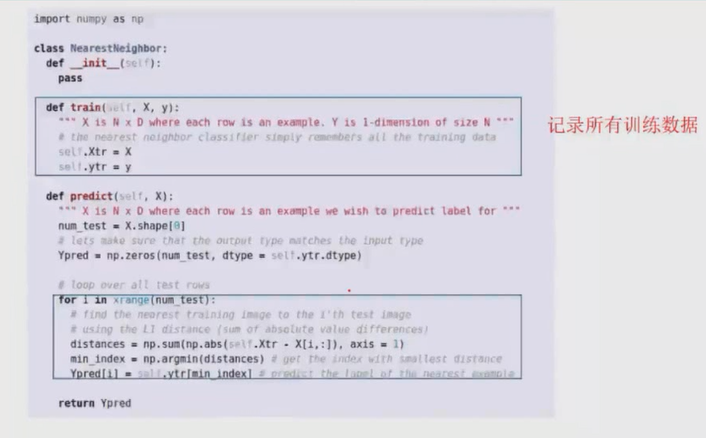 import numpy as np
class NearestNeighbor:
def __init__(self):
pass
def train(self, X, y):
""" X is N x D where each row is an example. Y is 1-dimension of size N """
# the nearest neighbor classifier simply remembers all the training data
self.Xtr = X
self.ytr = y
记录所有训练数据
def predict(self, X):
""" X is N x D where each row is an example we wish to predict label for """
num_test = X.shape[0]
# lets make sure that the output type matches the input type
Ypred = np.zeros(num_test, dtype = self.ytr.dtype)
# loop over all test rows
for i in xrange(num_test):
# find the nearest training image to the i'th test image
# using the L1 distance (sum of absolute value differences)
distances = np.sum(np.abs(self.Xtr - X[i,:]), axis = 1)
min_index = np.argmin(distances) # get the index with smallest distance
Ypred[i] = self.ytr[min_index] # predict the label of the nearest example
return Ypred